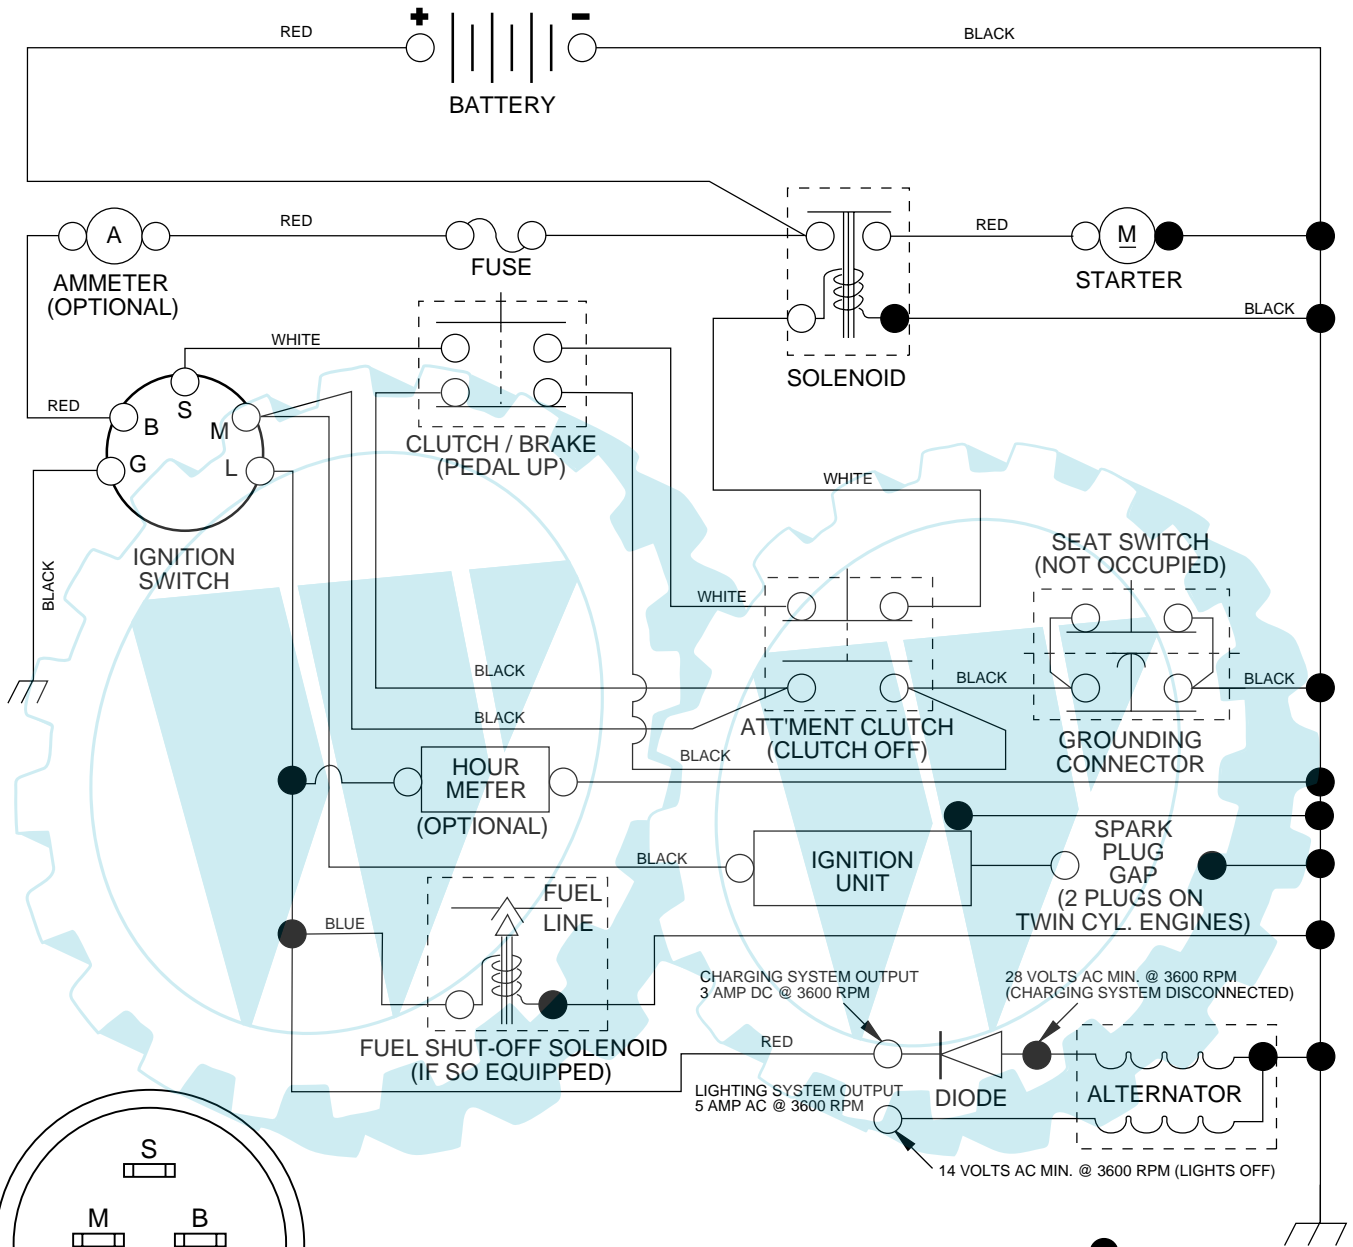 + -
RED
BLACK
BATTERY
A
RED
FUSE
RED
M
STARTER
AMMETER
(OPTIONAL)
BLACK
WHITE
SOLENOID
RED
S
B
M
G
L
CLUTCH / BRAKE
(PEDAL UP)
WHITE
IGNITION
SWITCH
BLACK
SEAT SWITCH
(NOT OCCUPIED)
WHITE
BLACK
BLACK
BLACK
BLACK
ATT'MENT CLUTCH
(CLUTCH OFF)
BLACK
GROUNDING
CONNECTOR
HOUR
METER
(OPTIONAL)
BLACK
IGNITION
UNIT
SPARK
PLUG
GAP
(2 PLUGS ON
TWIN CYL. ENGINES)
BLUE
FUEL
LINE
CHARGING SYSTEM OUTPUT
3 AMP DC @ 3600 RPM
28 VOLTS AC MIN. @ 3600 RPM
(CHARGING SYSTEM DISCONNECTED)
FUEL SHUT-OFF SOLENOID
(IF SO EQUIPPED)
RED
LIGHTING SYSTEM OUTPUT
5 AMP AC @ 3600 RPM
DIODE
ALTERNATOR
14 VOLTS AC MIN. @ 3600 RPM (LIGHTS OFF)
S
M
B